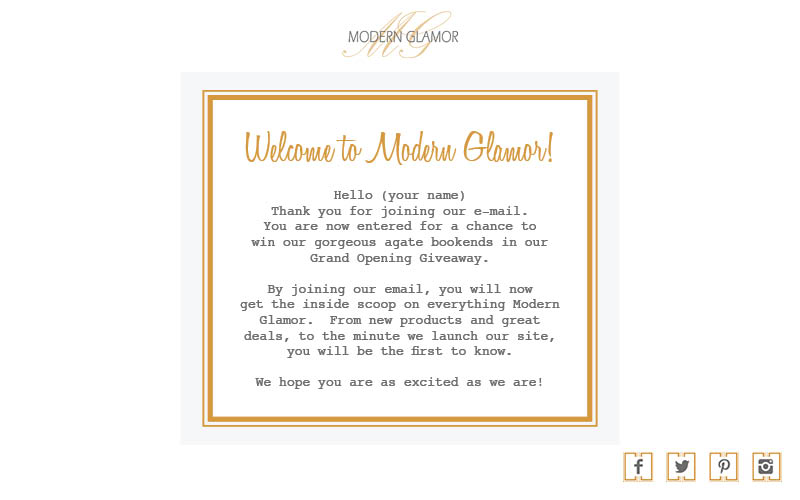 MG
MODERN GLAMOR
Welcome to Modern Glamor!
Hello (your name)
Thank you for joining our e-mail.
You are now entered for a chance to
win our gorgeous agate bookends in our
Grand Opening Giveaway.
By joining our email, you will now
get the inside scoop on everything Modern
Glamor. From new products and great
deals, to the minute we launch our site,
you will be the first to know.
We hope you are as excited as we are!